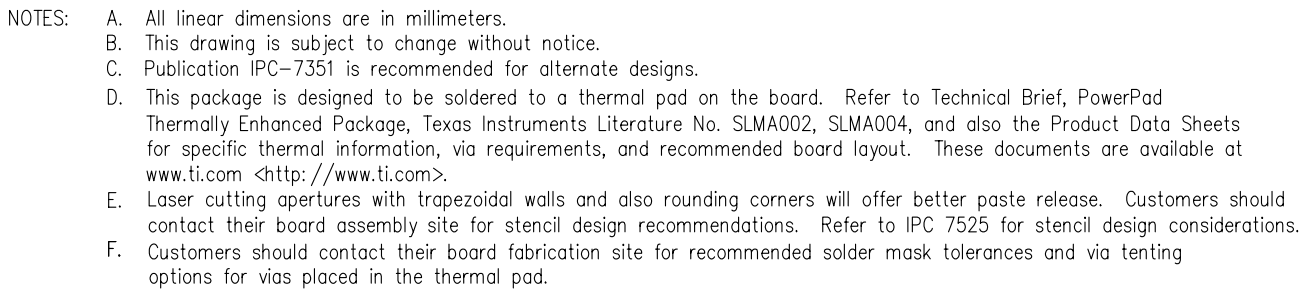 NOTES: A. All linear dimensions are in millimeters.
B. This drawing is subject to change without notice.
C. Publication IPC-7351 is recommended for alternate designs.
D. This package is designed to be soldered to a thermal pad on the board. Refer to Technical Brief, PowerPad
Thermally Enhanced Package, Texas Instruments Literature No. SLMA002, SLMA004, and also the Product Data Sheets
for specific thermal information, via requirements, and recommended board layout. These documents are available at
www.ti.com <http://www.ti.com>.
E. Laser cutting apertures with trapezoidal walls and also rounding corners will offer better paste release. Customers should
contact their board assembly site for stencil design recommendations. Refer to IPC 7525 for stencil design considerations.
F. Customers should contact their board fabrication site for recommended solder mask tolerances and via tenting
options for vias placed in the thermal pad.